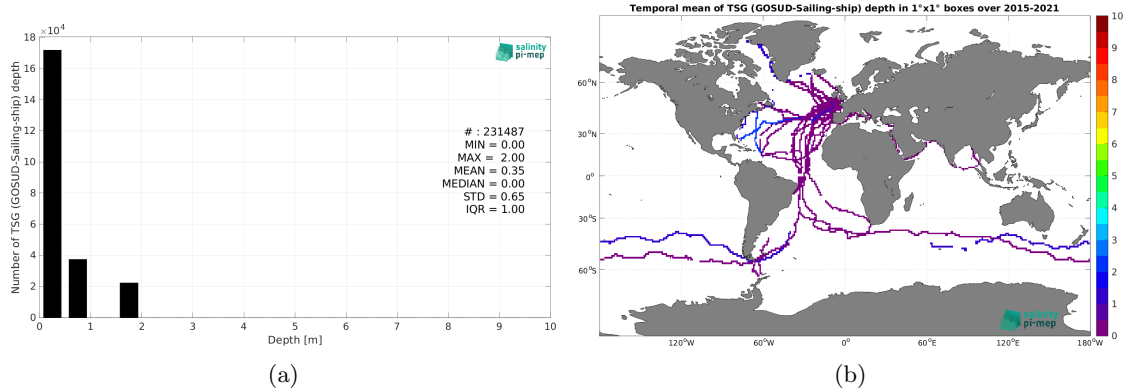 ×10⁴
18
16
14
12
10
8
6
4
2
0
Number of TSG (GOSUD-Sailing-ship) depth
salinity
pi-mep
# : 231487
MIN = 0.00
MAX = 2.00
MEAN = 0.35
MEDIAN = 0.00
STD = 0.65
IQR = 1.00
0 1 2 3 4 5 6 7 8 9 10
Depth [m]
(a)
Temporal mean of TSG (GOSUD-Sailing-ship) depth in 1°x1° boxes over 2015-2021
60°N
30°N
0°
30°S
60°S
120°W 60°W 0° 60°E 120°E 180°W
salinity
pi-mep
10
9
8
7
6
5
4
3
2
1
0
(b)